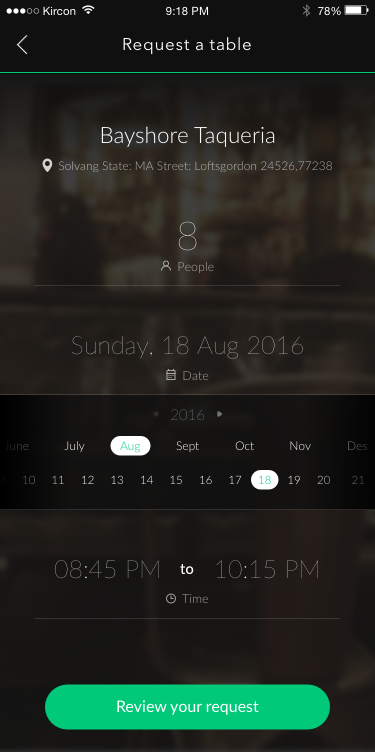 Kircon 9:18 PM 78%
Request a table
Bayshore Taqueria
Solvang State: MA Street: Loftsgordon 24526,77238
8
People
Sunday, 18 Aug 2016
Date
2016
June July Aug Sept Oct Nov Des
10 11 12 13 14 15 16 17 18 19 20 21
08:45 PM to 10:15 PM
Time
Review your request